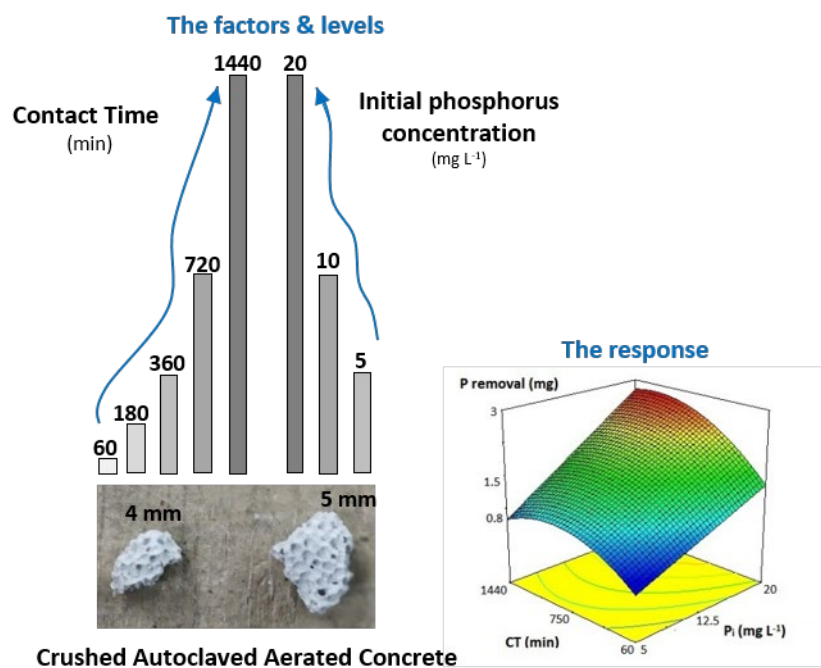 The factors & levels
1440
20
Contact Time
(min)
Initial phosphorus
concentration
(mg L⁻¹)
720
10
360
5
180
60
4 mm
5 mm
Crushed Autoclaved Aerated Concrete
The response
P removal (mg)
3
1.5
0.8
1440
750
60
5
12.5
20
CT (min)
Pᵢ (mg L⁻¹)